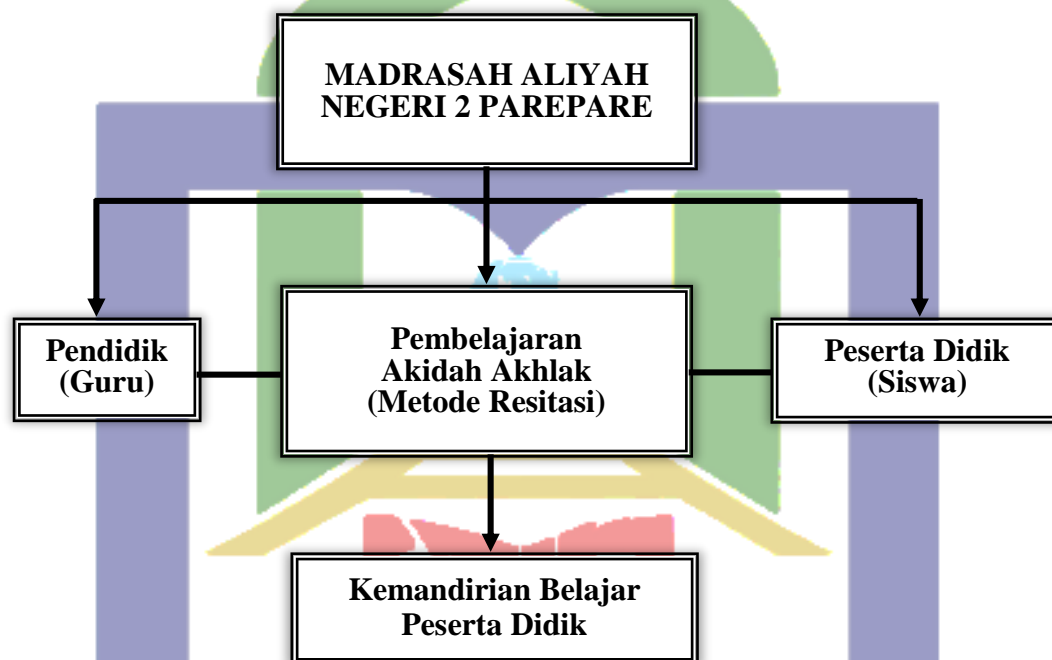 MADRASAH ALIYAH
NEGERI 2 PAREPARE
Pendidik
(Guru)
Pembelajaran
Akidah Akhlak
(Metode Resitasi)
Peserta Didik
(Siswa)
Kemandirian Belajar
Peserta Didik